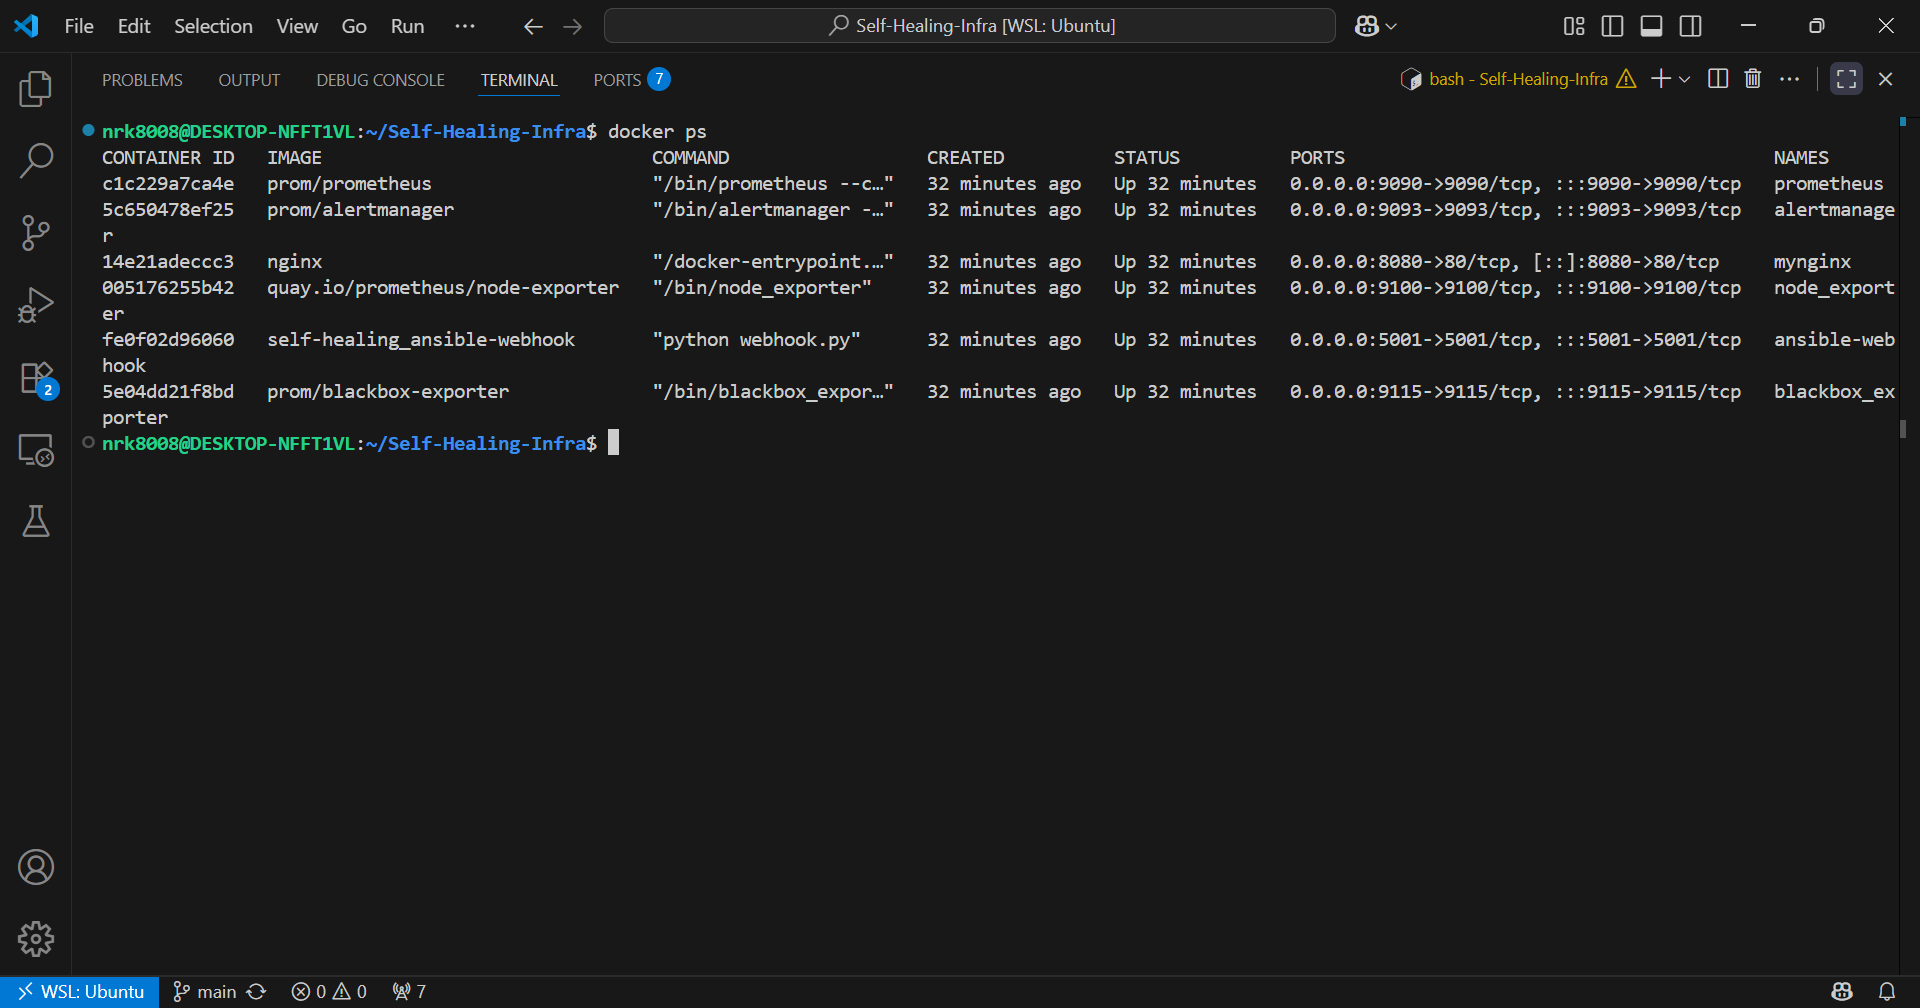 File Edit Selection View Go Run ··· Self-Healing-Infra [WSL: Ubuntu]
PROBLEMS OUTPUT DEBUG CONSOLE TERMINAL PORTS 7 bash - Self-Healing-Infra
nrk8008@DESKTOP-NFFT1VL:~/Self-Healing-Infra$ docker ps
CONTAINER ID IMAGE COMMAND CREATED STATUS PORTS NAMES
c1c229a7ca4e prom/prometheus "/bin/prometheus --c…" 32 minutes ago Up 32 minutes 0.0.0.0:9090->9090/tcp, :::9090->9090/tcp prometheus
5c650478ef25 prom/alertmanager "/bin/alertmanager -…" 32 minutes ago Up 32 minutes 0.0.0.0:9093->9093/tcp, :::9093->9093/tcp alertmanage
r
14e21adeccc3 nginx "/docker-entrypoint.…" 32 minutes ago Up 32 minutes 0.0.0.0:8080->80/tcp, [::]:8080->80/tcp mynginx
005176255b42 quay.io/prometheus/node-exporter "/bin/node_exporter" 32 minutes ago Up 32 minutes 0.0.0.0:9100->9100/tcp, :::9100->9100/tcp node_export
er
fe0f02d96060 self-healing_ansible-webhook "python webhook.py" 32 minutes ago Up 32 minutes 0.0.0.0:5001->5001/tcp, :::5001->5001/tcp ansible-web
hook
5e04dd21f8bd prom/blackbox-exporter "/bin/blackbox_expor…" 32 minutes ago Up 32 minutes 0.0.0.0:9115->9115/tcp, :::9115->9115/tcp blackbox_ex
porter
nrk8008@DESKTOP-NFFT1VL:~/Self-Healing-Infra$
2
WSL: Ubuntu main 0 0 7